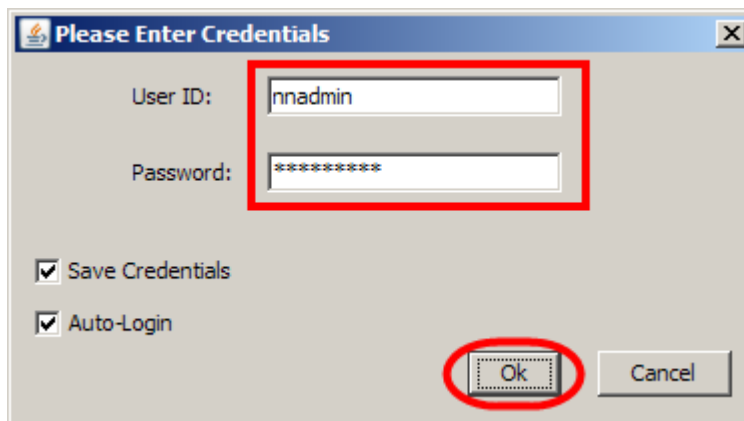 Please Enter Credentials
User ID: nnadmin
Password: *********
Save Credentials
Auto-Login
Ok Cancel